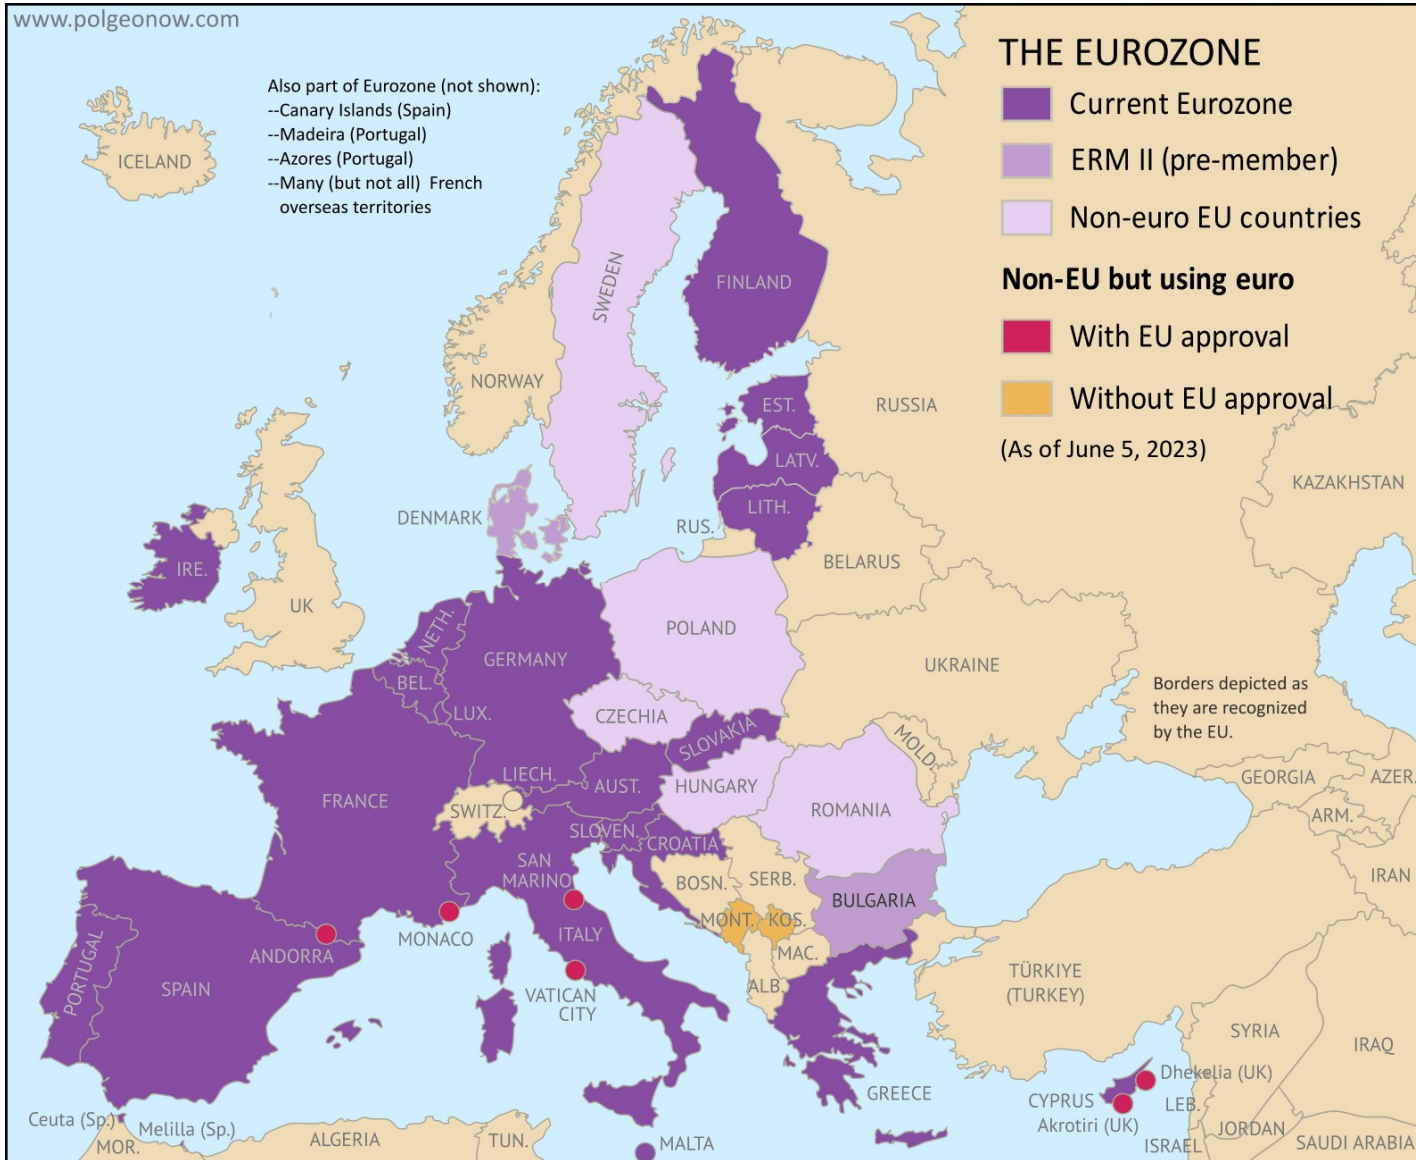 www.polgeonow.com
THE EUROZONE
Current Eurozone
ERM II (pre-member)
Non-euro EU countries
Non-EU but using euro
With EU approval
Without EU approval
(As of June 5, 2023)
Also part of Eurozone (not shown):
--Canary Islands (Spain)
--Madeira (Portugal)
--Azores (Portugal)
--Many (but not all) French
overseas territories
ICELAND
SWEDEN
FINLAND
NORWAY
RUSSIA
EST.
LATV.
LITH.
KAZAKHSTAN
DENMARK
RUS.
BELARUS
IRE.
UK
NETH.
POLAND
GERMANY
UKRAINE
BEL.
LUX.
CZECHIA
SLOVAKIA
MOLD.
Borders depicted as
they are recognized
by the EU.
LIECH.
AUST.
HUNGARY
GEORGIA
AZER.
FRANCE
SWITZ.
ROMANIA
ARM.
SLOVEN.
CROATIA
SAN
MARINO
BOSN.
SERB.
IRAN
BULGARIA
MONT.
KOS.
MONACO
ITALY
ANDORRA
MAC.
PORTUGAL
SPAIN
VATICAN
CITY
ALB.
TÜRKIYE
(TURKEY)
SYRIA
IRAQ
GREECE
CYPRUS
Dhekelia (UK)
Akrotiri (UK)
LEB.
Ceuta (Sp.)
Melilla (Sp.)
MOR.
ALGERIA
TUN.
MALTA
ISRAEL
JORDAN
SAUDI ARABIA